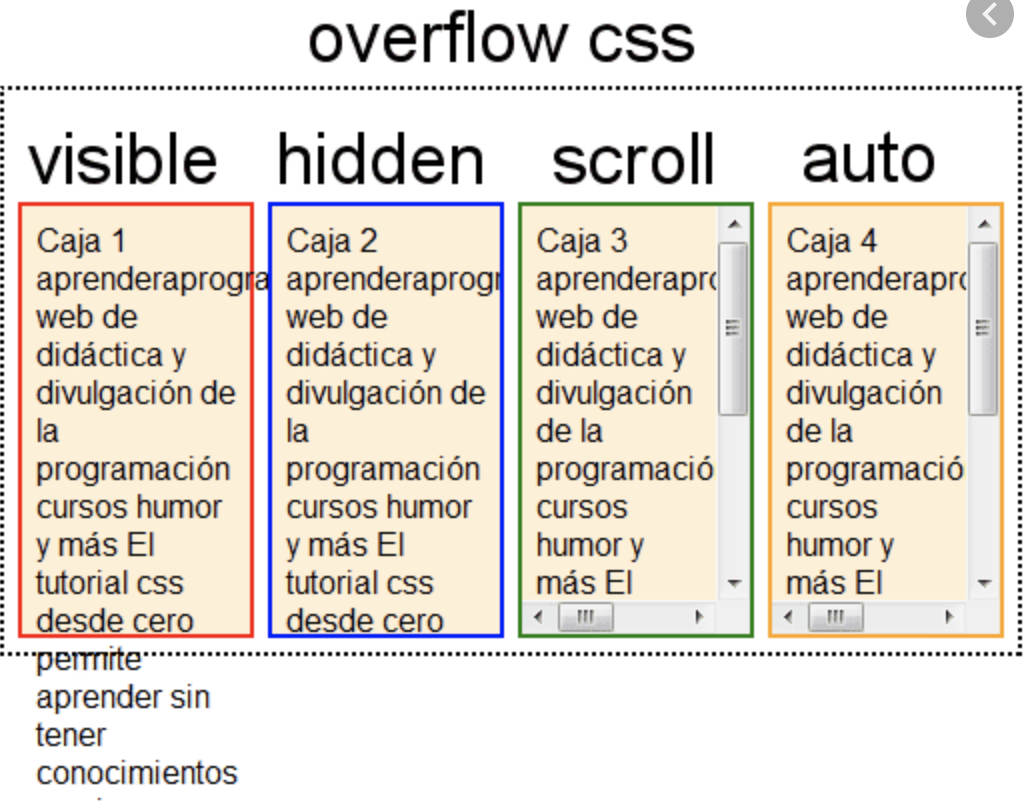 overflow css
visible
hidden
scroll
auto
Caja 1
aprenderaprogra
web de
didáctica y
divulgación de
la
programación
cursos humor
y más El
tutorial css
desde cero
permite
aprender sin
tener
conocimientos
Caja 2
aprenderaprogr
web de
didáctica y
divulgación de
la
programación
cursos humor
y más El
tutorial css
desde cero
Caja 3
aprenderapro
web de
didáctica y
divulgación
de la
programació
cursos
humor y
más El
Caja 4
aprenderapro
web de
didáctica y
divulgación
de la
programació
cursos
humor y
más El